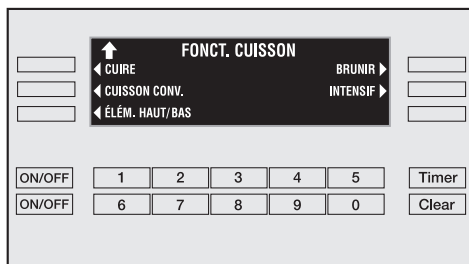 FONCT. CUISSON
CUIRE BRUNIR
CUISSON CONV. INTENSIF
ÉLÉM. HAUT/BAS
ON/OFF 1 2 3 4 5 Timer
ON/OFF 6 7 8 9 0 Clear